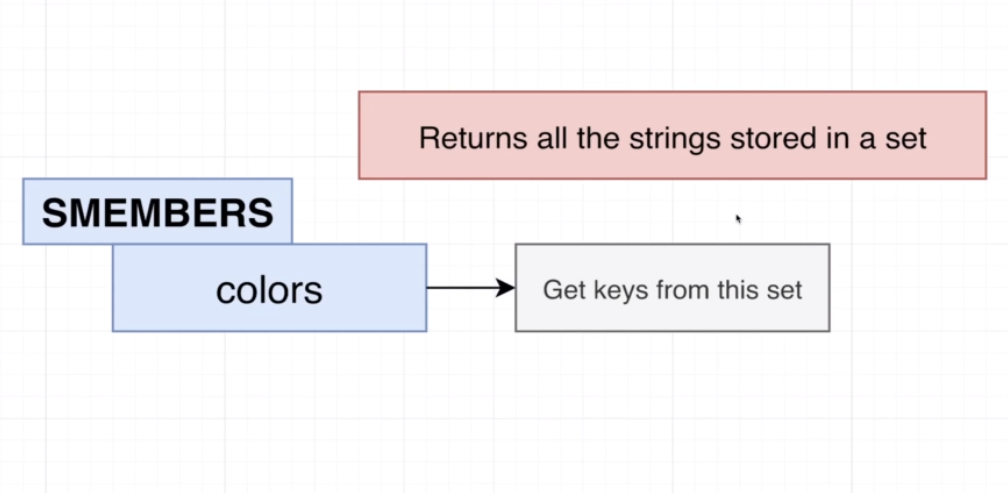 Returns all the strings stored in a set
SMEMBERS
colors
Get keys from this set